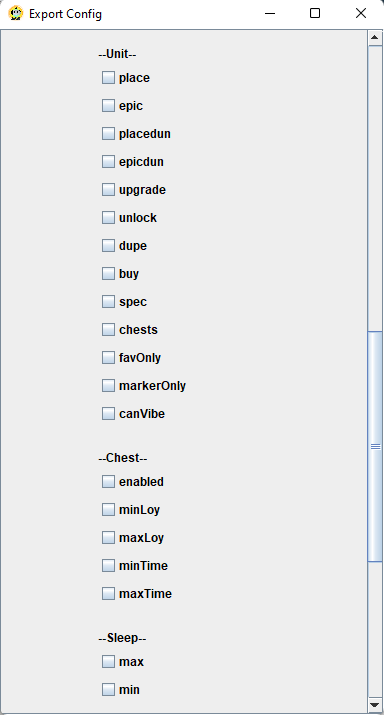 Export Config
--Unit--
place
epic
placedun
epicdun
upgrade
unlock
dupe
buy
spec
chests
favOnly
markerOnly
canVibe
--Chest--
enabled
minLoy
maxLoy
minTime
maxTime
--Sleep--
max
min